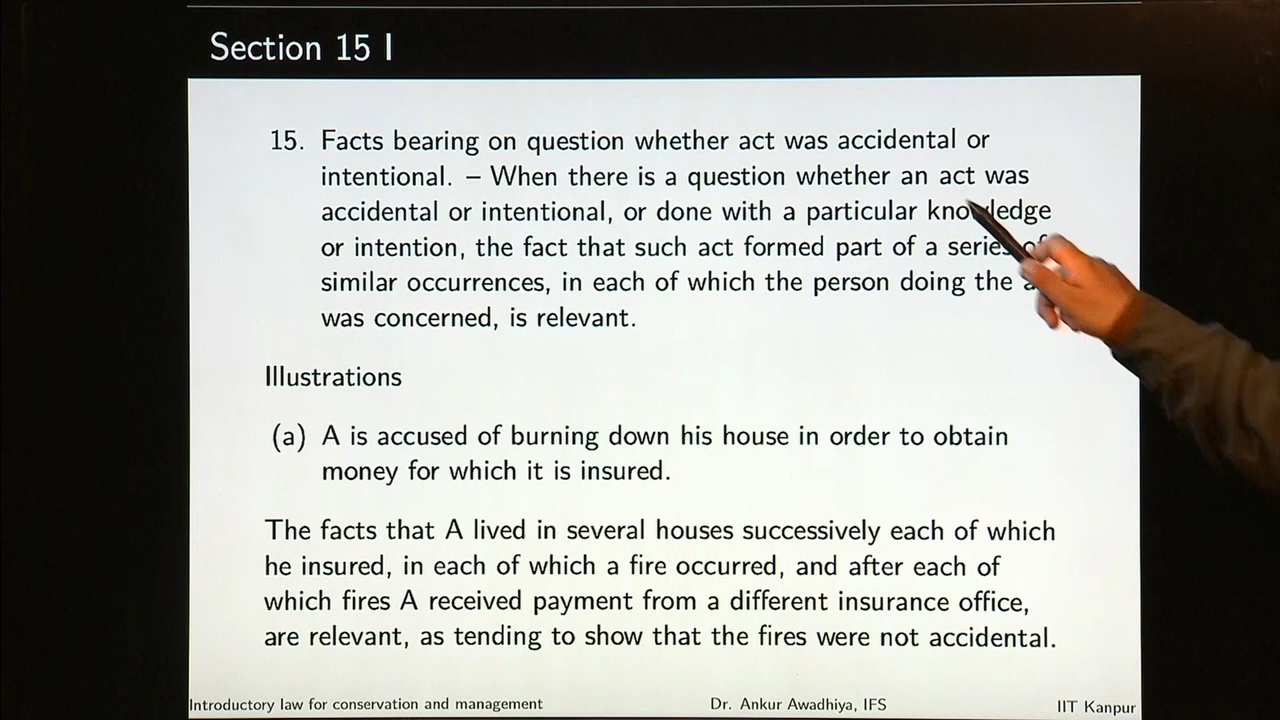 Section 15 I
15. Facts bearing on question whether act was accidental or
intentional. – When there is a question whether an act was
accidental or intentional, or done with a particular knowledge
or intention, the fact that such act formed part of a series of
similar occurrences, in each of which the person doing the
was concerned, is relevant.
Illustrations
(a) A is accused of burning down his house in order to obtain
money for which it is insured.
The facts that A lived in several houses successively each of which
he insured, in each of which a fire occurred, and after each of
which fires A received payment from a different insurance office,
are relevant, as tending to show that the fires were not accidental.
Introductory law for conservation and management Dr. Ankur Awadhiya, IFS IIT Kanpur